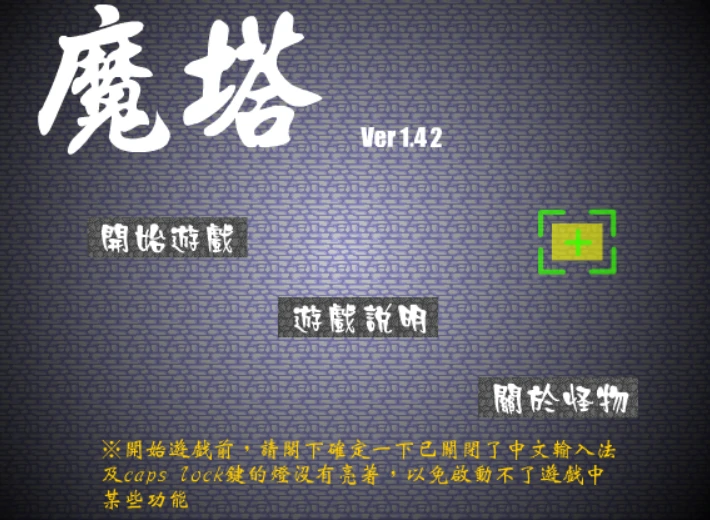 魔塔
Ver 1.42
開始遊戲
遊戲說明
關於怪物
※開始遊戲前，請閣下確定一下已關閉了中文輸入法
及caps lock鍵的燈沒有亮著，以免啟動不了遊戲中
某些功能